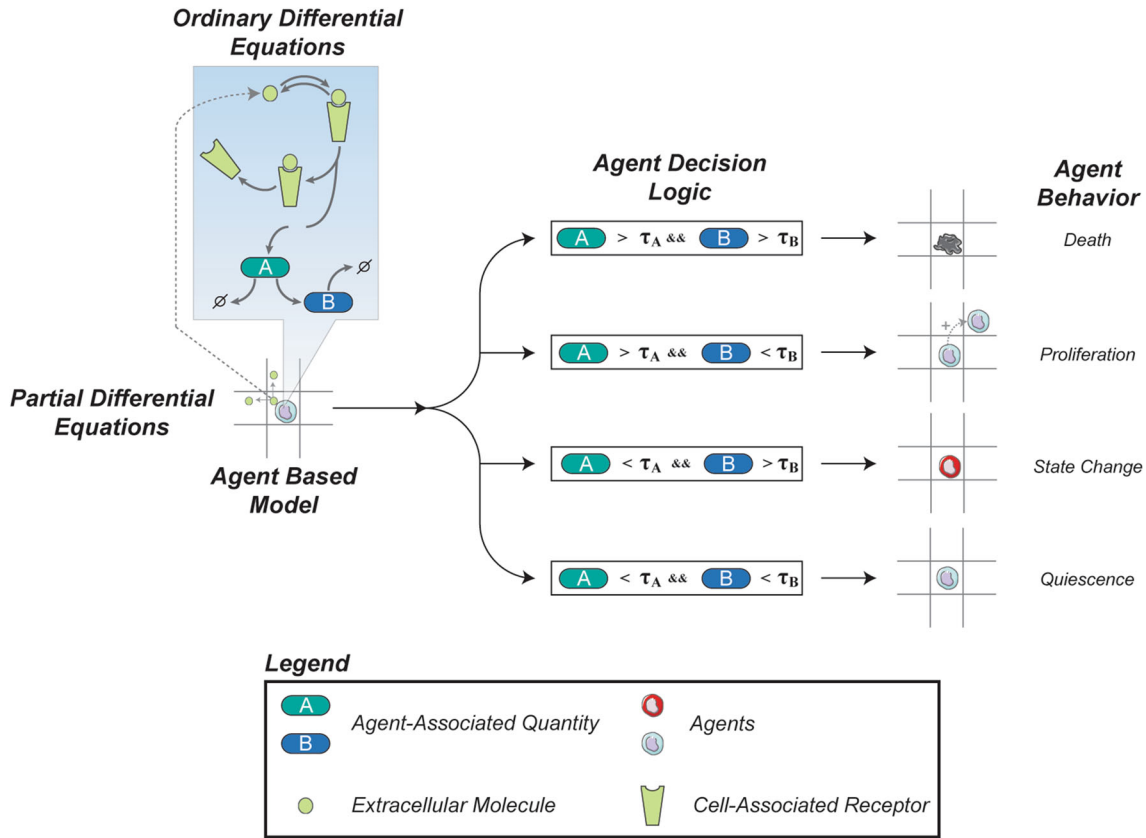 Ordinary Differential
Equations
A
B
∅
∅
Partial Differential
Equations
Agent Based
Model
Agent Decision
Logic
Agent
Behavior
A > τA && B > τB
Death
A > τA && B < τB
+
Proliferation
A < τA && B > τB
State Change
A < τA && B < τB
Quiescence
Legend
A
B
Agent-Associated Quantity
Agents
Extracellular Molecule
Cell-Associated Receptor